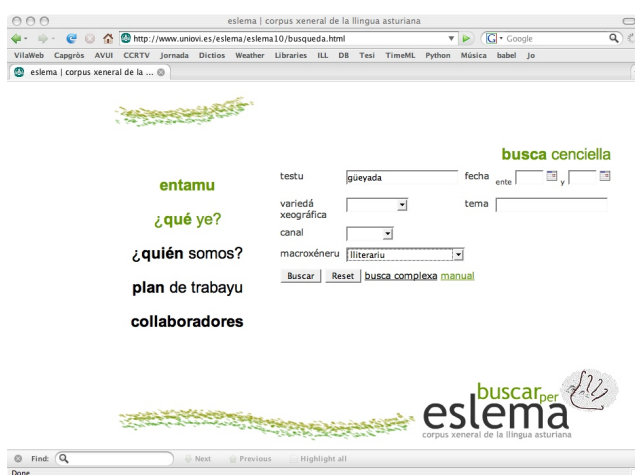 eslema | corpus xeneral de la llingua asturiana
http://www.uniovi.es/eslema/eslema10/busqueda.html
Google
VilaWeb Capgròs AVUI CCRTV Jornada Dictios Weather Libraries ILL DB Tesi TimeML Python Música babel Jo
eslema | corpus xeneral de la ...
busca cenciella
testu güeyada fecha ente y
entamu
variedá xeográfica tema
¿qué ye?
canal
¿quién somos?
macroxéneru lliterariu
Buscar Reset busca complexa manual
plan de trabayu
collaboradores
buscar per
eslema
corpus xeneral de la llingua asturiana
Find: Next Previous Highlight all
Done